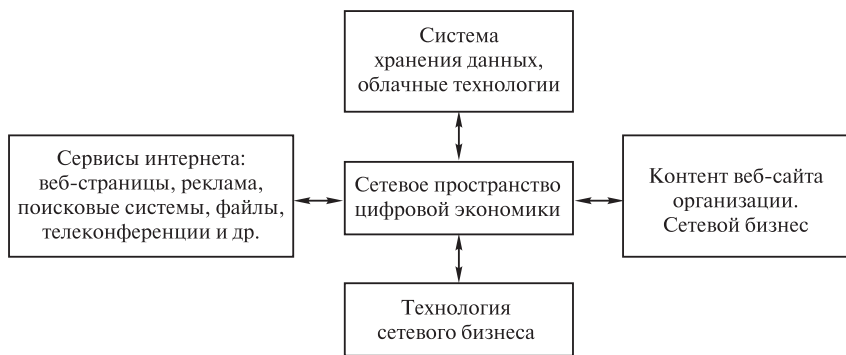 Система
хранения данных,
облачные технологии
Сервисы интернета:
веб-страницы, реклама,
поисковые системы, файлы,
телеконференции и др.
Сетевое пространство
цифровой экономики
Контент веб-сайта
организации.
Сетевой бизнес
Технология
сетевого бизнеса